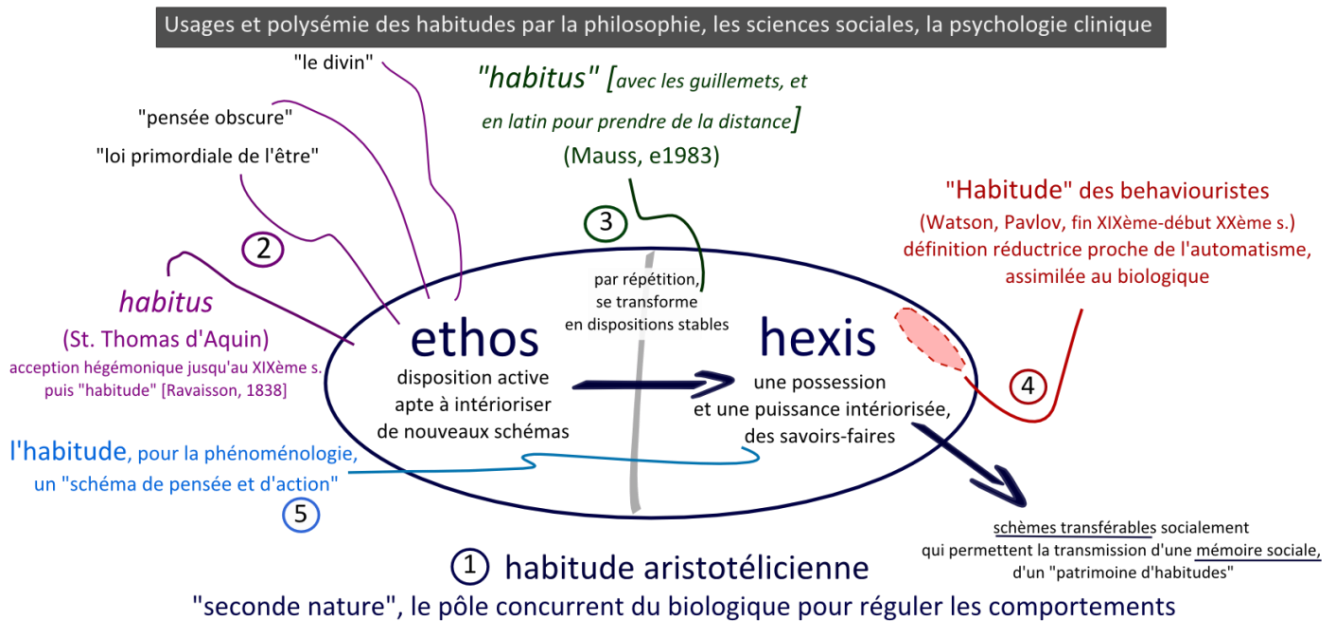 Usages et polysémie des habitudes par la philosophie, les sciences sociales, la psychologie clinique
"le divin"
"pensée obscure"
"loi primordiale de l'être"
2
habitus
(St. Thomas d'Aquin)
acception hégémonique jusqu'au XIXème s.
puis "habitude" [Ravaisson, 1838]
"habitus" [avec les guillemets, et
en latin pour prendre de la distance]
(Mauss, e1983)
3
"Habitude" des behaviouristes
(Watson, Pavlov, fin XIXème-début XXème s.)
définition réductrice proche de l'automatisme,
assimilée au biologique
4
par répétition,
se transforme
en dispositions stables
ethos
disposition active
apte à intérioriser
de nouveaux schémas
hexis
une possession
et une puissance intériorisée,
des savoirs-faires
l'habitude, pour la phénoménologie,
un "schéma de pensée et d'action"
5
schèmes transférables socialement
qui permettent la transmission d'une mémoire sociale,
d'un "patrimoine d'habitudes"
1 habitude aristotélicienne
"seconde nature", le pôle concurrent du biologique pour réguler les comportements